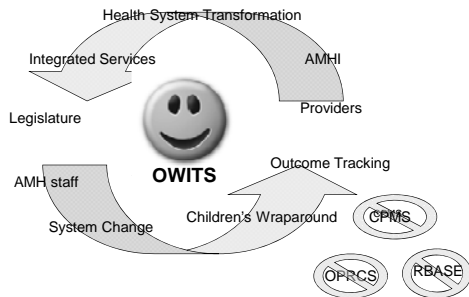 Health System Transformation
Integrated Services
AMHI
Legislature
Providers
OWITS
Outcome Tracking
AMH staff
Children's Wraparound
System Change
CPMS
OPRCS
RBASE